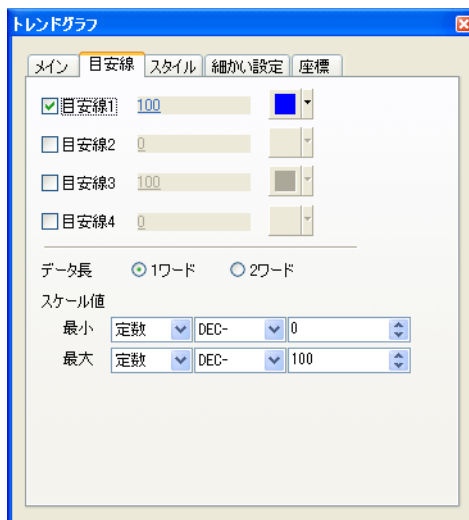 トレンドグラフ
メイン 目安線 スタイル 細かい設定 座標
目安線1 100
目安線2 0
目安線3 100
目安線4 0
データ長 1ワード 2ワード
スケール値
最小 定数 DEC- 0
最大 定数 DEC- 100